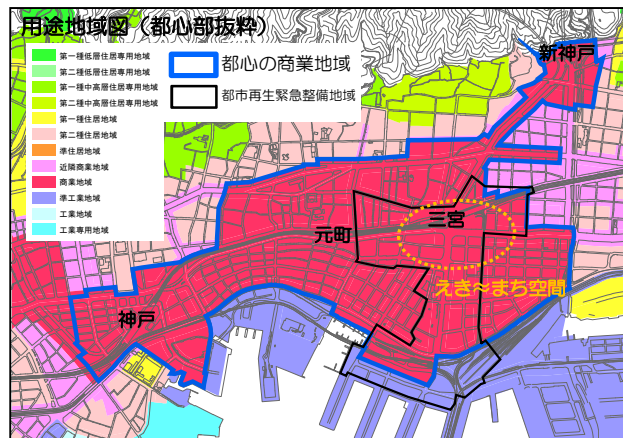 用途地域図（都心部抜粋）
第一種低層住居専用地域
第二種低層住居専用地域
第一種中高層住居専用地域
第二種中高層住居専用地域
第一種住居地域
第二種住居地域
準住居地域
近隣商業地域
商業地域
準工業地域
工業地域
工業専用地域
都心の商業地域
都市再生緊急整備地域
新神戸
三宮
元町
えき≈まち空間
神戸